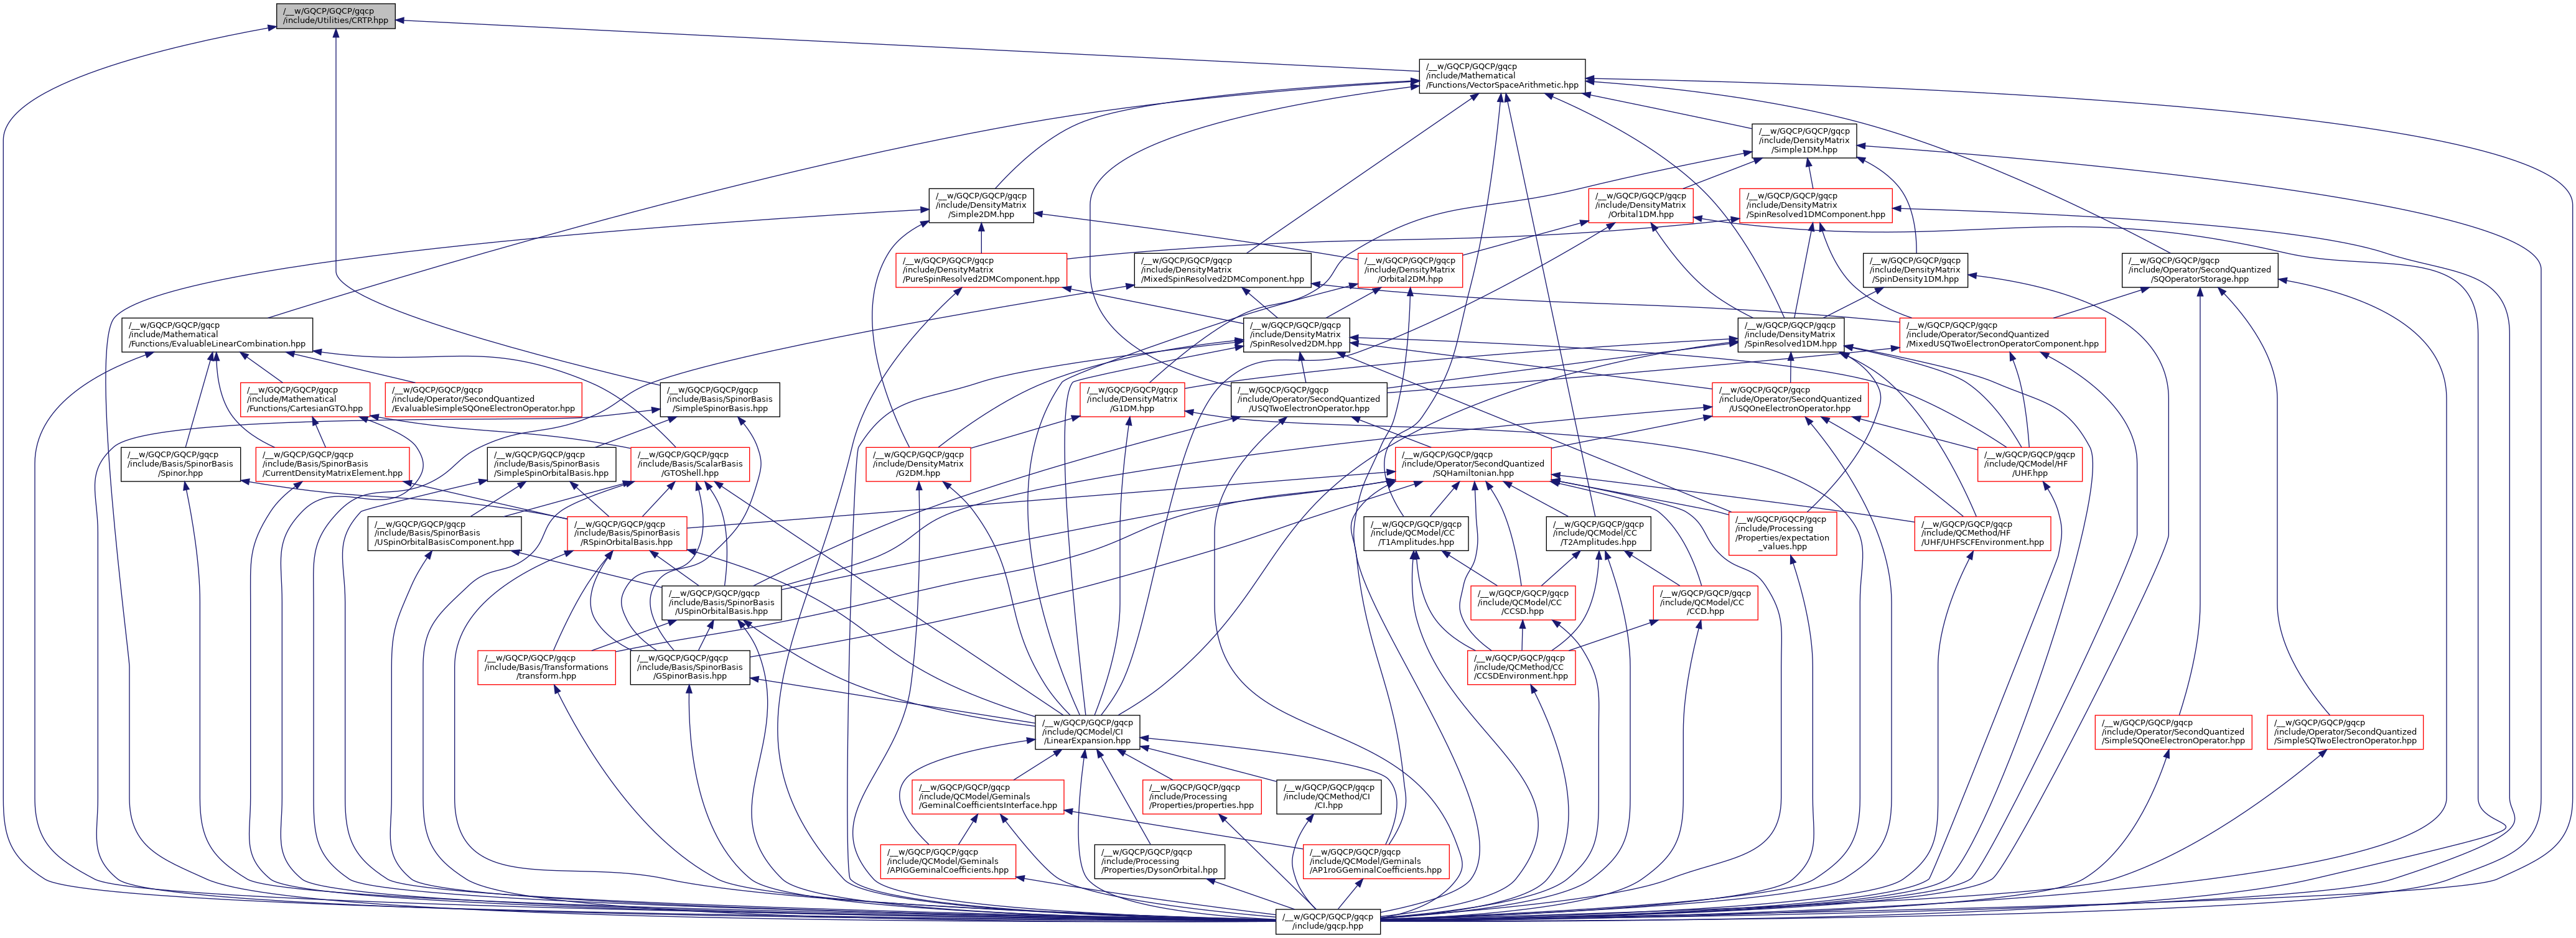 /__w/GQCP/GQCP/gqcp
/include/Utilities/CRTP.hpp
/__w/GQCP/GQCP/gqcp
/include/Mathematical
/Functions/VectorSpaceArithmetic.hpp
/__w/GQCP/GQCP/gqcp
/include/DensityMatrix
/Simple1DM.hpp
/__w/GQCP/GQCP/gqcp
/include/DensityMatrix
/Simple2DM.hpp
/__w/GQCP/GQCP/gqcp
/include/DensityMatrix
/Orbital1DM.hpp
/__w/GQCP/GQCP/gqcp
/include/DensityMatrix
/SpinResolved1DMComponent.hpp
/__w/GQCP/GQCP/gqcp
/include/DensityMatrix
/PureSpinResolved2DMComponent.hpp
/__w/GQCP/GQCP/gqcp
/include/DensityMatrix
/MixedSpinResolved2DMComponent.hpp
/__w/GQCP/GQCP/gqcp
/include/DensityMatrix
/Orbital2DM.hpp
/__w/GQCP/GQCP/gqcp
/include/DensityMatrix
/SpinDensity1DM.hpp
/__w/GQCP/GQCP/gqcp
/include/Operator/SecondQuantized
/SQOperatorStorage.hpp
/__w/GQCP/GQCP/gqcp
/include/Mathematical
/Functions/EvaluableLinearCombination.hpp
/__w/GQCP/GQCP/gqcp
/include/DensityMatrix
/SpinResolved2DM.hpp
/__w/GQCP/GQCP/gqcp
/include/DensityMatrix
/SpinResolved1DM.hpp
/__w/GQCP/GQCP/gqcp
/include/Operator/SecondQuantized
/MixedUSQTwoElectronOperatorComponent.hpp
/__w/GQCP/GQCP/gqcp
/include/Mathematical
/Functions/CartesianGTO.hpp
/__w/GQCP/GQCP/gqcp
/include/Operator/SecondQuantized
/EvaluableSimpleSQOneElectronOperator.hpp
/__w/GQCP/GQCP/gqcp
/include/Basis/SpinorBasis
/SimpleSpinorBasis.hpp
/__w/GQCP/GQCP/gqcp
/include/DensityMatrix
/G1DM.hpp
/__w/GQCP/GQCP/gqcp
/include/Operator/SecondQuantized
/USQTwoElectronOperator.hpp
/__w/GQCP/GQCP/gqcp
/include/Operator/SecondQuantized
/USQOneElectronOperator.hpp
/__w/GQCP/GQCP/gqcp
/include/Basis/SpinorBasis
/Spinor.hpp
/__w/GQCP/GQCP/gqcp
/include/Basis/SpinorBasis
/CurrentDensityMatrixElement.hpp
/__w/GQCP/GQCP/gqcp
/include/Basis/SpinorBasis
/SimpleSpinOrbitalBasis.hpp
/__w/GQCP/GQCP/gqcp
/include/Basis/ScalarBasis
/GTOShell.hpp
/__w/GQCP/GQCP/gqcp
/include/DensityMatrix
/G2DM.hpp
/__w/GQCP/GQCP/gqcp
/include/Operator/SecondQuantized
/SQHamiltonian.hpp
/__w/GQCP/GQCP/gqcp
/include/QCModel/HF
/UHF.hpp
/__w/GQCP/GQCP/gqcp
/include/Basis/SpinorBasis
/USpinOrbitalBasisComponent.hpp
/__w/GQCP/GQCP/gqcp
/include/Basis/SpinorBasis
/RSpinOrbitalBasis.hpp
/__w/GQCP/GQCP/gqcp
/include/QCModel/CC
/T1Amplitudes.hpp
/__w/GQCP/GQCP/gqcp
/include/QCModel/CC
/T2Amplitudes.hpp
/__w/GQCP/GQCP/gqcp
/include/Processing
/Properties/expectation
_values.hpp
/__w/GQCP/GQCP/gqcp
/include/QCMethod/HF
/UHF/UHFSCFEnvironment.hpp
/__w/GQCP/GQCP/gqcp
/include/Basis/SpinorBasis
/USpinOrbitalBasis.hpp
/__w/GQCP/GQCP/gqcp
/include/QCModel/CC
/CCSD.hpp
/__w/GQCP/GQCP/gqcp
/include/QCModel/CC
/CCD.hpp
/__w/GQCP/GQCP/gqcp
/include/Basis/Transformations
/transform.hpp
/__w/GQCP/GQCP/gqcp
/include/Basis/SpinorBasis
/GSpinorBasis.hpp
/__w/GQCP/GQCP/gqcp
/include/QCMethod/CC
/CCSDEnvironment.hpp
/__w/GQCP/GQCP/gqcp
/include/QCModel/CI
/LinearExpansion.hpp
/__w/GQCP/GQCP/gqcp
/include/Operator/SecondQuantized
/SimpleSQOneElectronOperator.hpp
/__w/GQCP/GQCP/gqcp
/include/Operator/SecondQuantized
/SimpleSQTwoElectronOperator.hpp
/__w/GQCP/GQCP/gqcp
/include/QCModel/Geminals
/GeminalCoefficientsInterface.hpp
/__w/GQCP/GQCP/gqcp
/include/Processing
/Properties/properties.hpp
/__w/GQCP/GQCP/gqcp
/include/QCMethod/CI
/CI.hpp
/__w/GQCP/GQCP/gqcp
/include/QCModel/Geminals
/APIGGeminalCoefficients.hpp
/__w/GQCP/GQCP/gqcp
/include/Processing
/Properties/DysonOrbital.hpp
/__w/GQCP/GQCP/gqcp
/include/QCModel/Geminals
/AP1roGGeminalCoefficients.hpp
/__w/GQCP/GQCP/gqcp
/include/gqcp.hpp